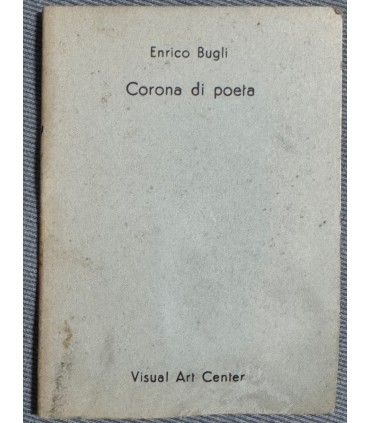 Enrico Bugli
Corona di poeta
Visual Art Center